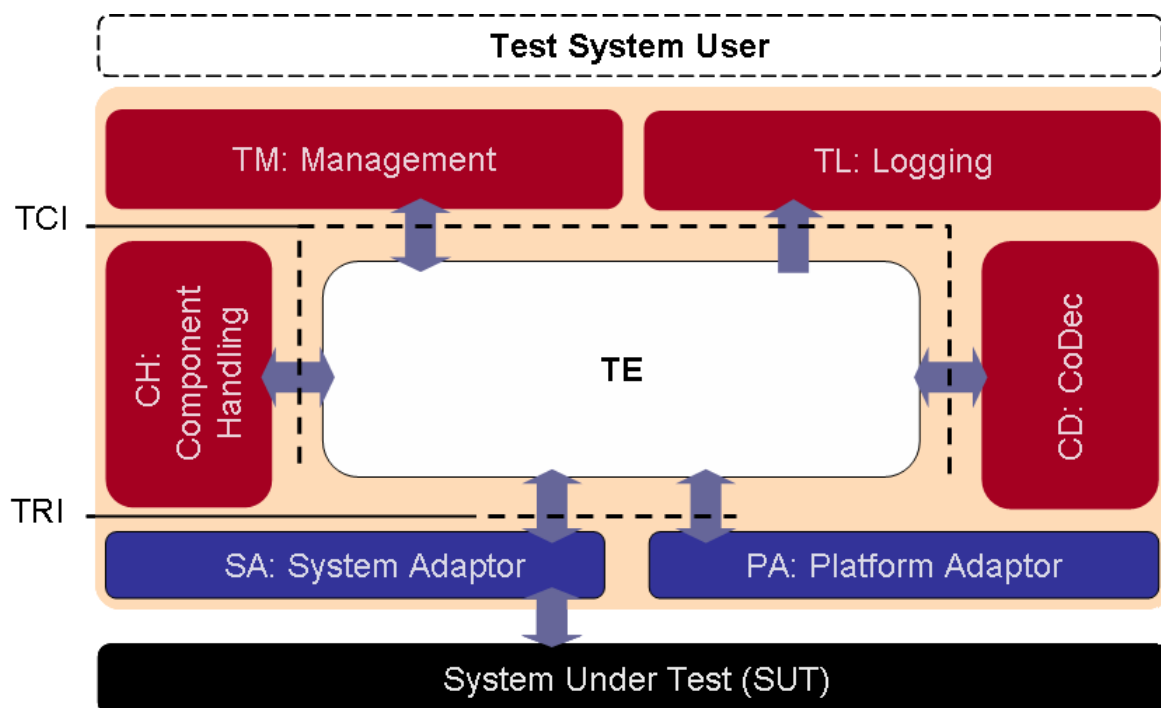 Test System User
TM: Management
TL: Logging
TCI
CH:
Component
Handling
TE
CD: CoDec
TRI
SA: System Adaptor
PA: Platform Adaptor
System Under Test (SUT)